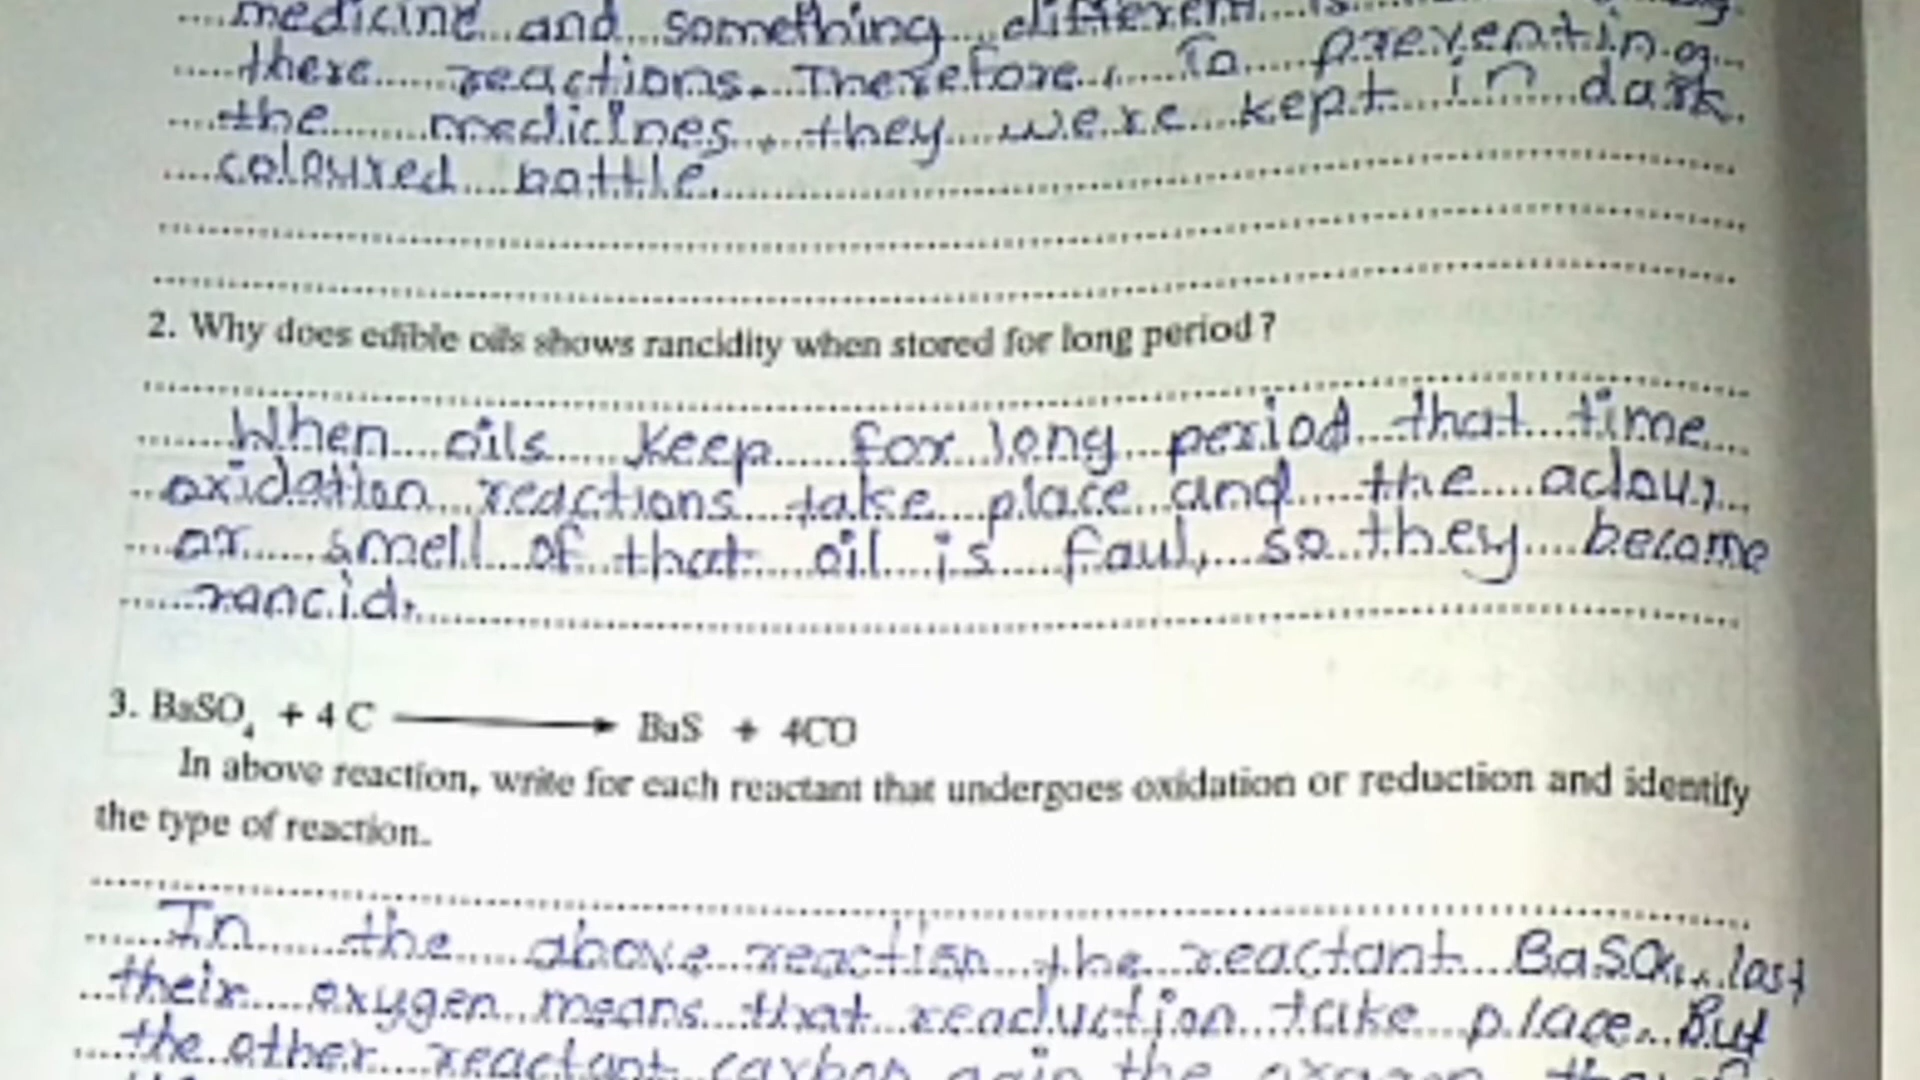 medicine and something different is
there reactions. Therefore, To preventing
the medicines, they were kept in dark
coloured bottle.
2. Why does edible oils shows rancidity when stored for long period?
When oils keep for long period that time
oxidation reactions take place and the
or smell of that oil is foul, so they become
rancid.
3. BaSO₄ + 4 C ⟶ BaS + 4CO
In above reaction, write for each reactant that undergoes oxidation or reduction and identify
the type of reaction.
In the above reaction the reactant BaSO₄, lost
their oxygen means that readuction take place. But
the other reactant carbon gain the oxygen